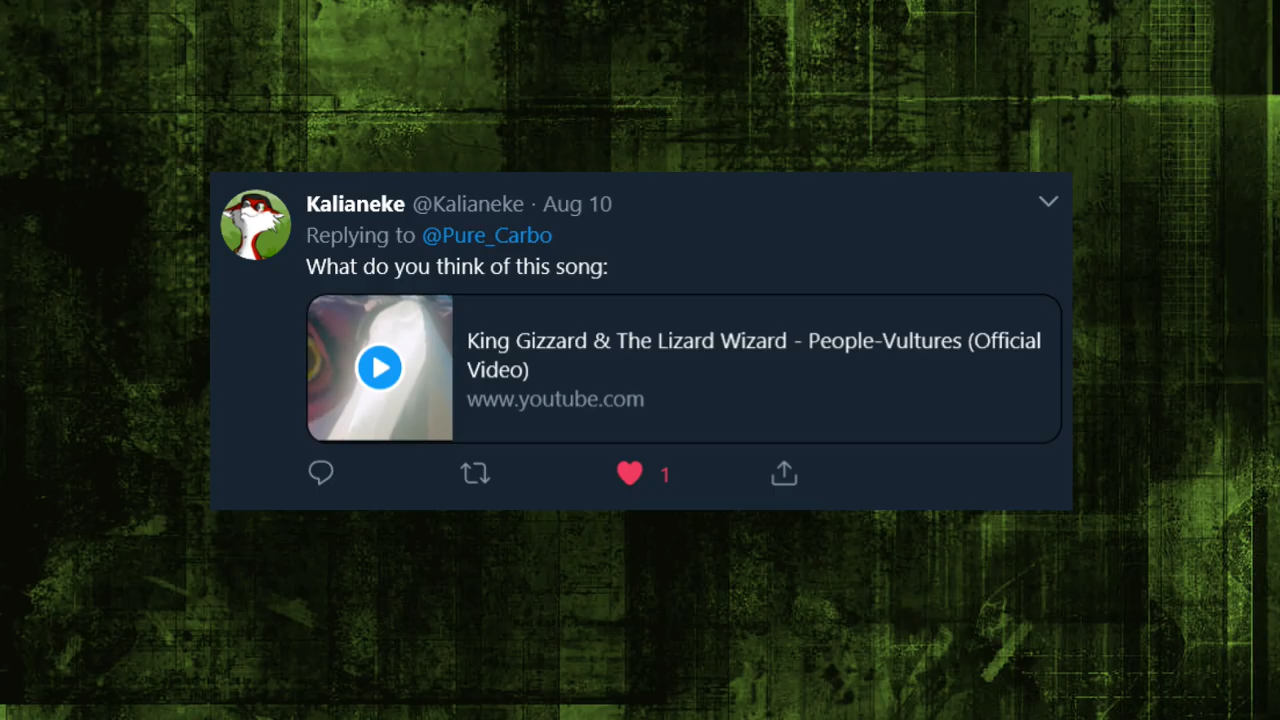 Kalianeke @Kalianeke · Aug 10
Replying to @Pure_Carbo
What do you think of this song:
King Gizzard & The Lizard Wizard - People-Vultures (Official
Video)
www.youtube.com
1